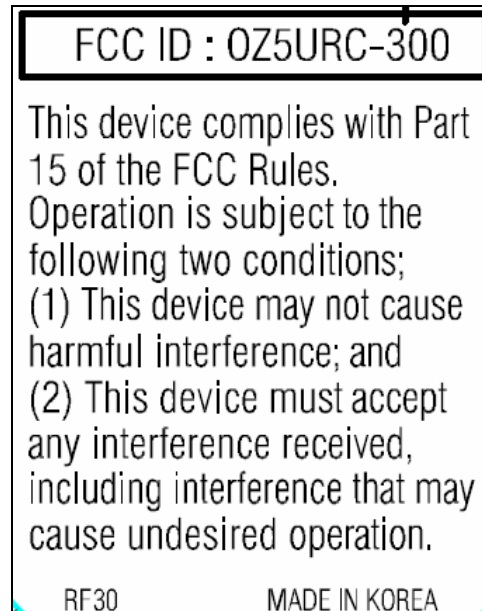 FCC ID : OZ5URC-300
This device complies with Part
15 of the FCC Rules.
Operation is subject to the
following two conditions;
(1) This device may not cause
harmful interference; and
(2) This device must accept
any interference received,
including interference that may
cause undesired operation.
RF30 MADE IN KOREA